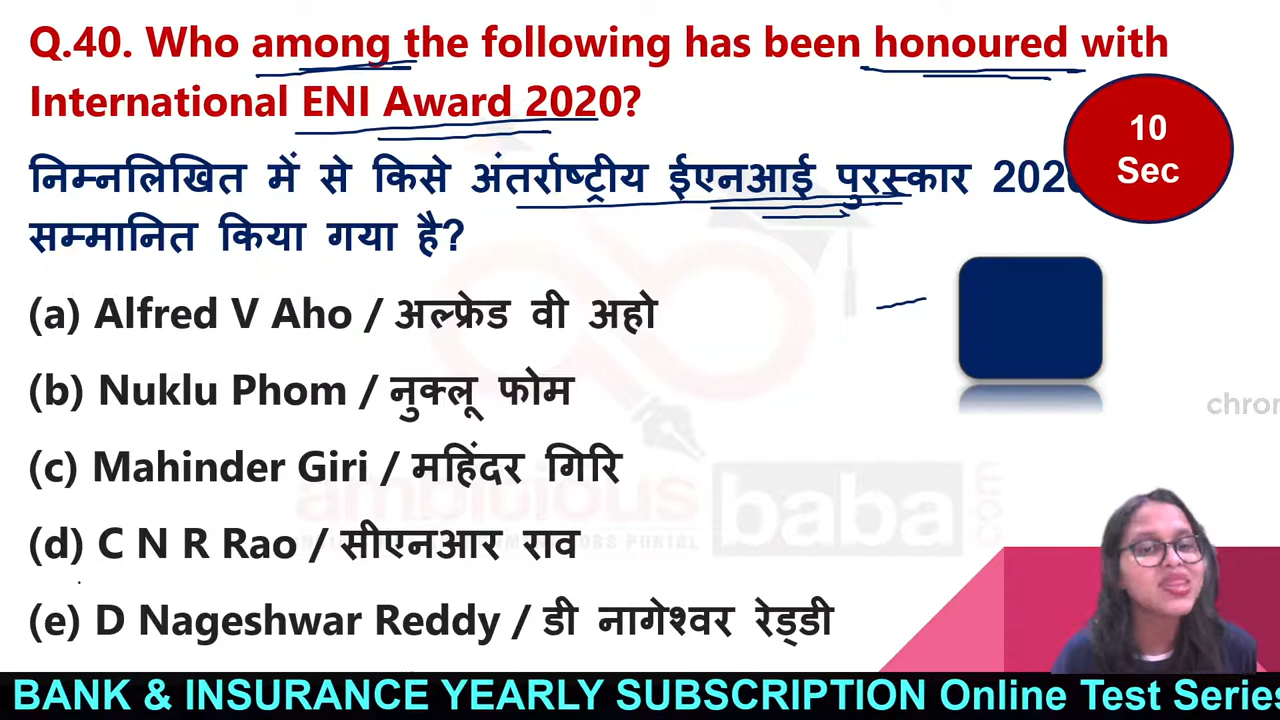 Q.40. Who among the following has been honoured with
International ENI Award 2020?
10
Sec
निम्नलिखित में से किसे अंतर्राष्ट्रीय ईएनआई पुरस्कार 2020
सम्मानित किया गया है?
(a) Alfred V Aho / अल्फ्रेड वी अहो
(b) Nuklu Phom / नुक्लू फोम
chron
(c) Mahinder Giri / महिंदर गिरि
baba
(d) C N R Rao / सीएनआर राव
(e) D Nageshwar Reddy / डी नागेश्वर रेड्डी
BANK & INSURANCE YEARLY SUBSCRIPTION Online Test Series